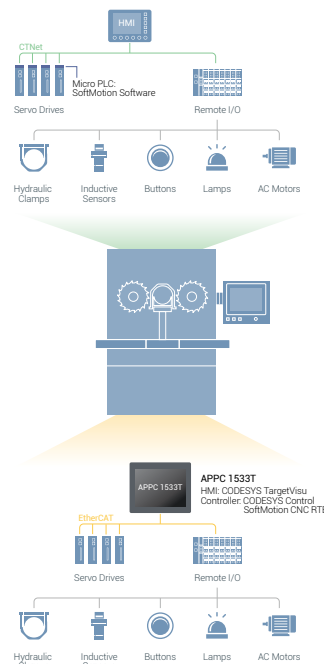 HMI
CTNet
Micro PLC:
SoftMotion Software
Servo Drives
Remote I/O
Hydraulic
Clamps
Inductive
Sensors
Buttons
Lamps
AC Motors
APPC 1533T
APPC 1533T
HMI: CODESYS TargetVisu
Controller: CODESYS Control
SoftMotion CNC RTE
EtherCAT
Servo Drives
Remote I/O
Hydraulic
Inductive
Buttons
Lamps
AC Motors